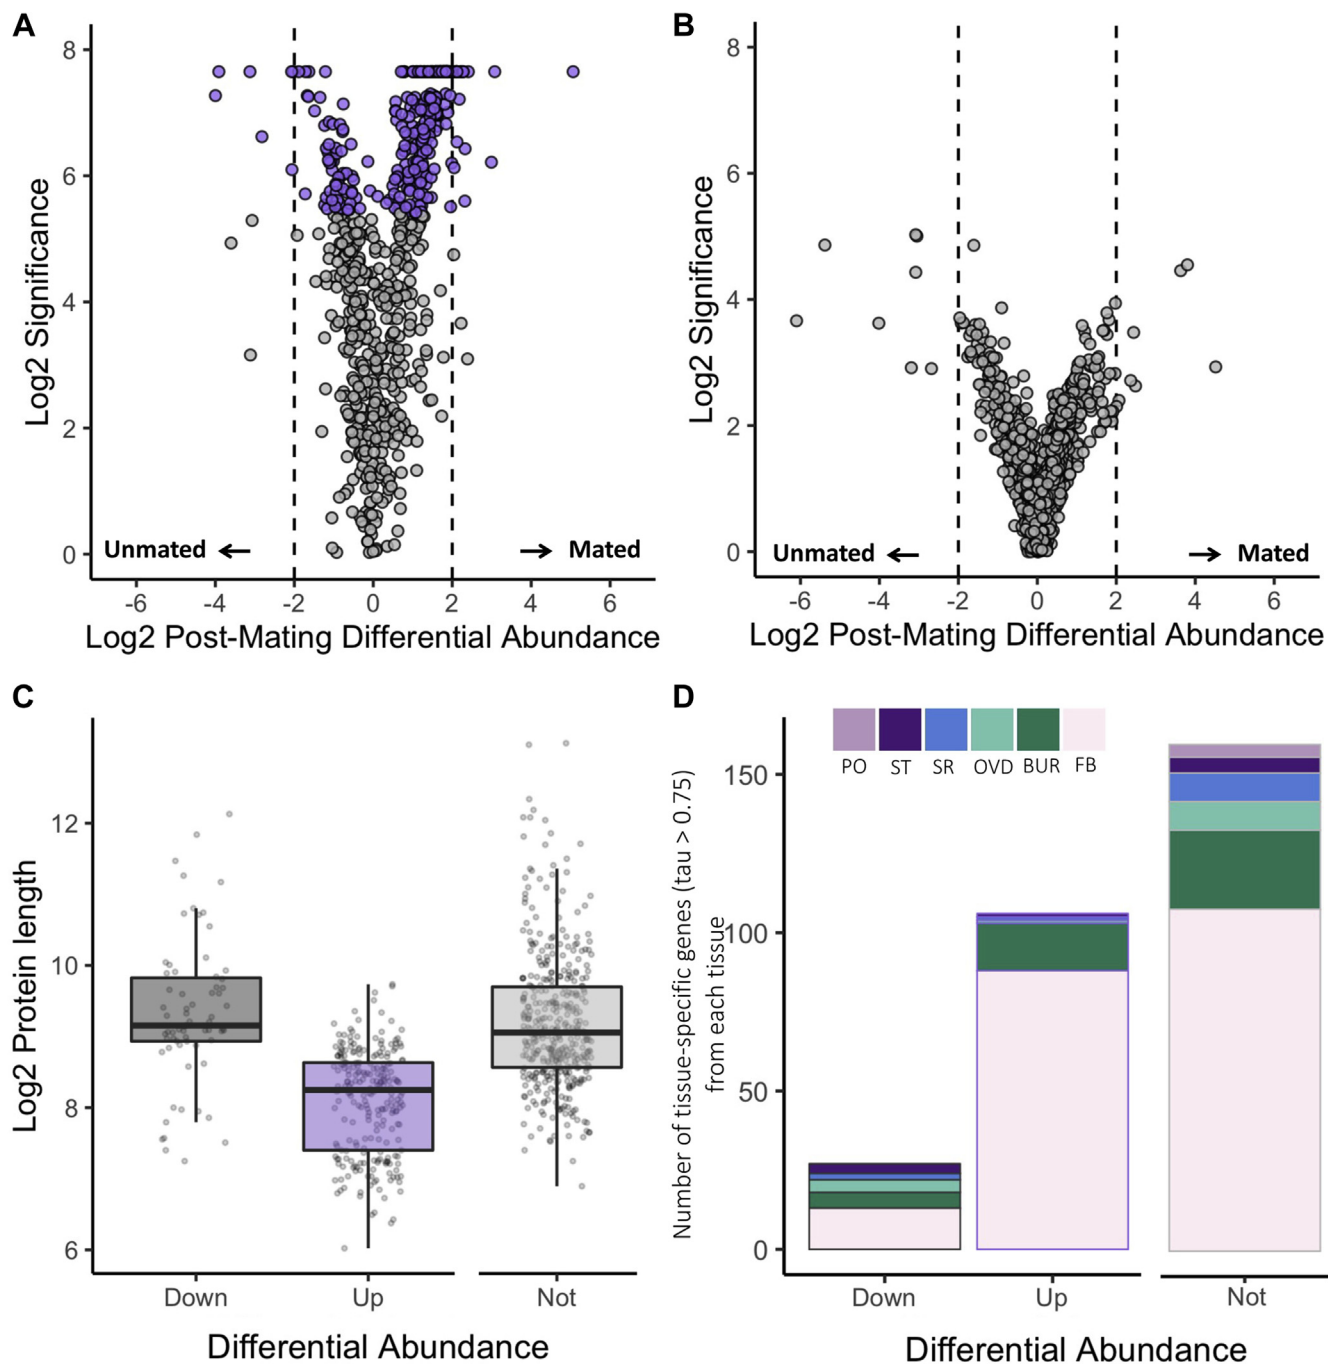 A
Log2 Significance
8
6
4
2
0
Unmated ←
→ Mated
-6 -4 -2 0 2 4 6
Log2 Post-Mating Differential Abundance
B
Log2 Significance
8
6
4
2
0
Unmated ←
→ Mated
-6 -4 -2 0 2 4 6
Log2 Post-Mating Differential Abundance
C
Log2 Protein length
12
10
8
6
Down Up Not
Differential Abundance
D
Number of tissue-specific genes (tau > 0.75)
from each tissue
PO ST SR OVD BUR FB
150
100
50
0
Down Up Not
Differential Abundance